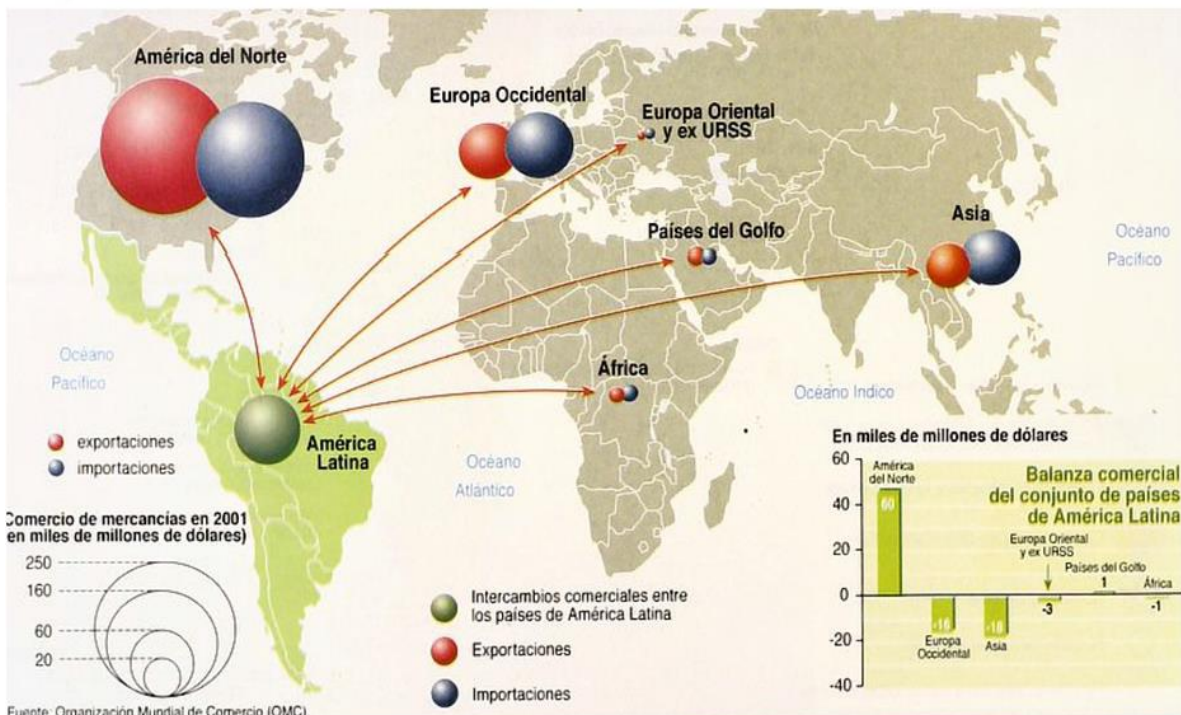 América del Norte
Europa Occidental
Europa Oriental
y ex URSS
Asia
Países del Golfo
Océano
Pacífico
Océano
Pacífico
África
Océano Indico
América
Latina
exportaciones
importaciones
Océano
Atlántico
Comercio de mercancías en 2001
(en miles de millones de dólares)
250
160
60
20
Intercambios comerciales entre
los países de América Latina
Exportaciones
Importaciones
En miles de millones de dólares
60
40
20
0
-20
-40
Balanza comercial
del conjunto de países
de América Latina
América
del Norte
60
Europa
Occidental
-16
Asia
-18
Europa Oriental
y ex URSS
-3
Países del Golfo
1
África
-1
Fuente: Organización Mundial de Comercio (OMC)